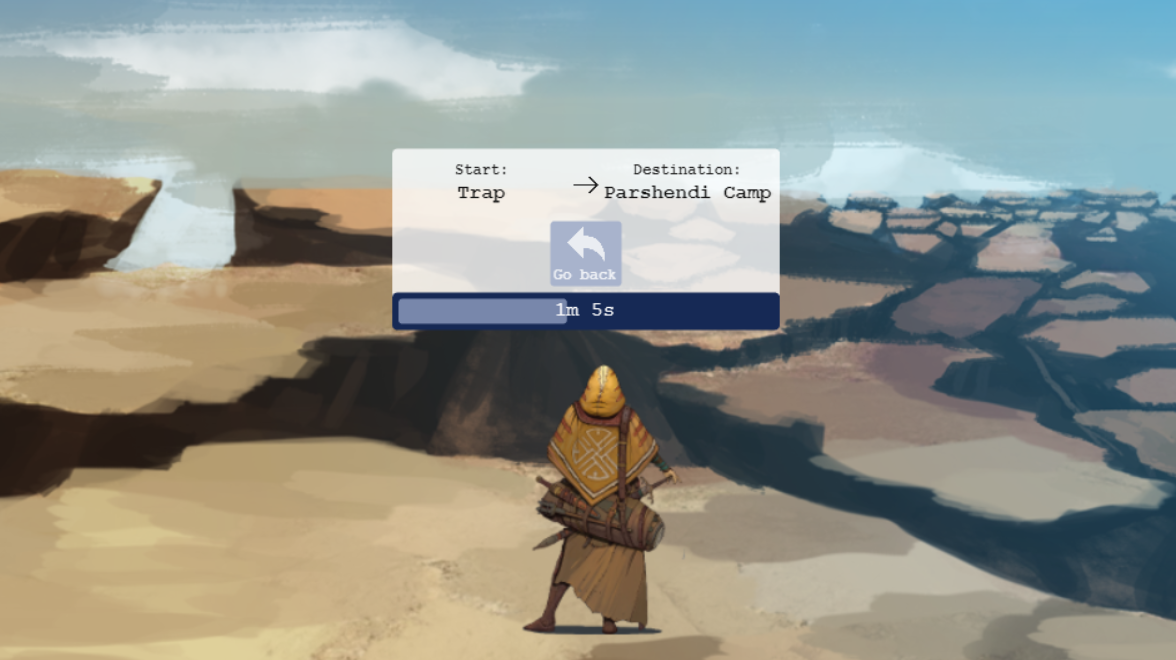 Start:
Trap
→
Destination:
Parshendi Camp
Go back
1m 5s